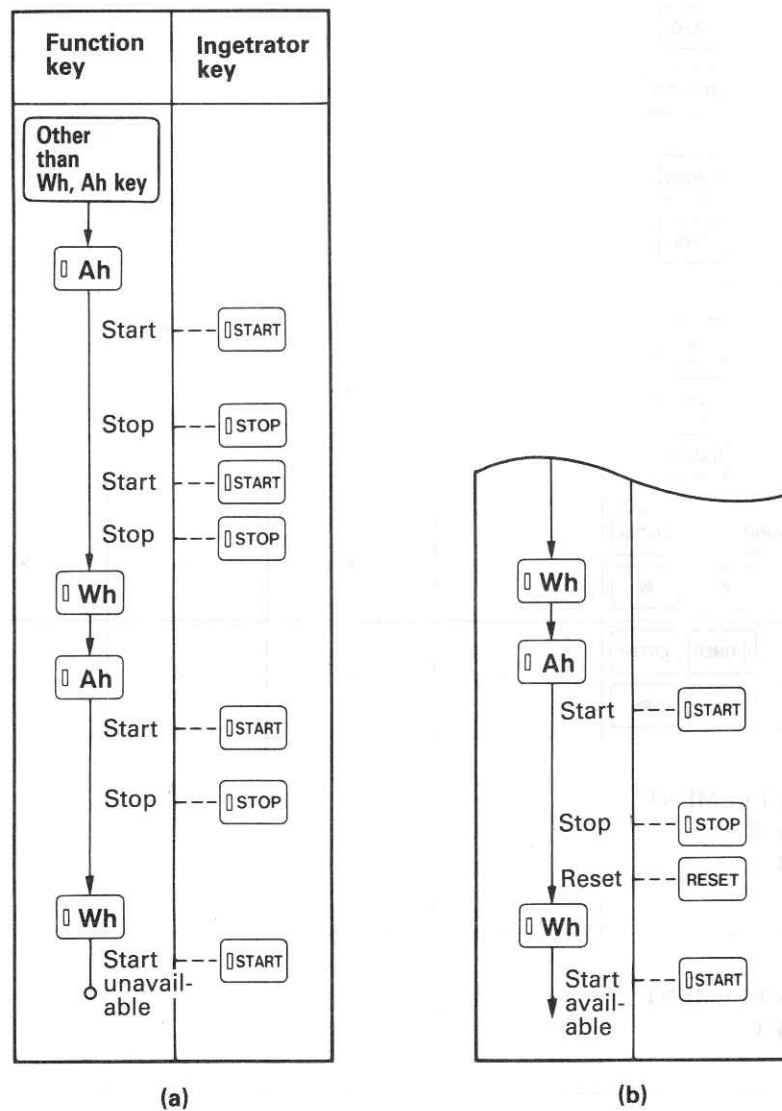 Function key
Ingetrator key
Other
than
Wh, Ah key
Ah
Start
START
Stop
STOP
Start
START
Stop
STOP
Wh
Ah
Start
START
Stop
STOP
Wh
Start
unavail-
able
START
(a)
Wh
Ah
Start
START
Stop
STOP
Reset
RESET
Wh
Start
avail-
able
START
(b)